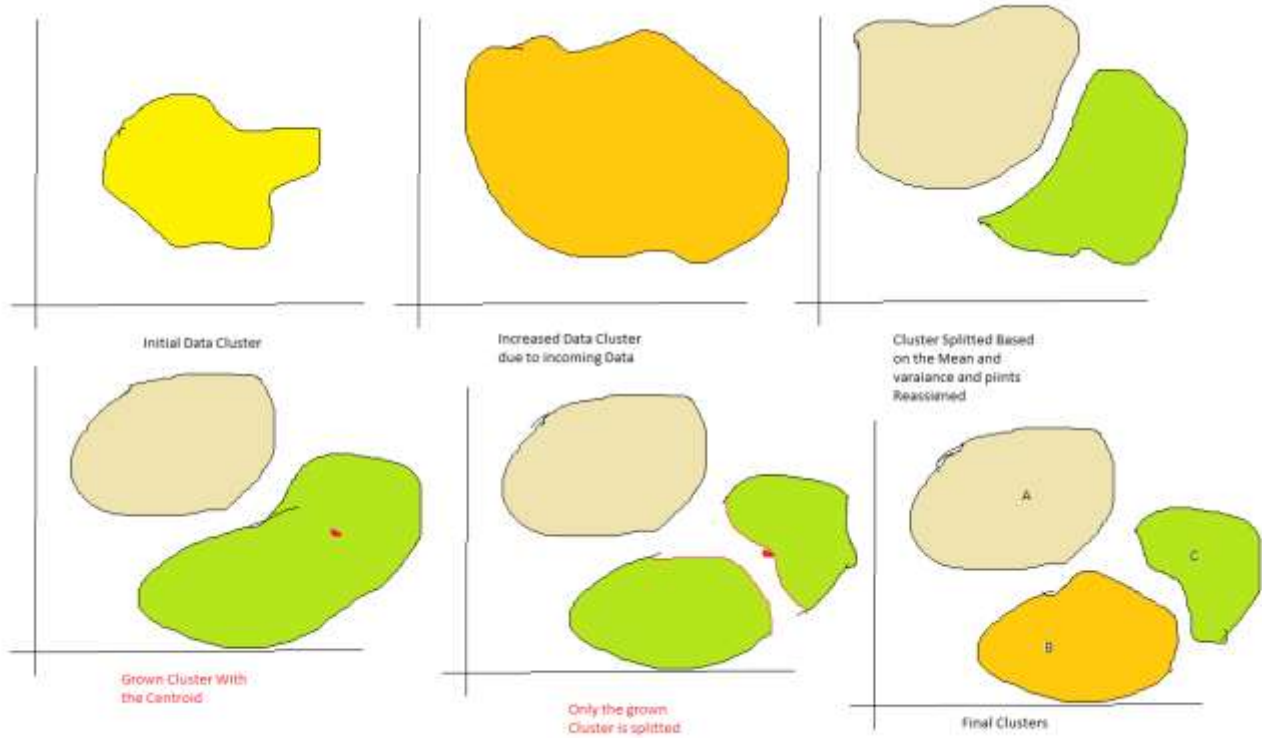 Initial Data Cluster
Increased Data Cluster
due to incoming Data
Cluster Splitted Based
on the Mean and
varaiance and piints
Reassigned
Grown Cluster With
the Centroid
Only the grown
Cluster is splitted
A
C
B
Final Clusters